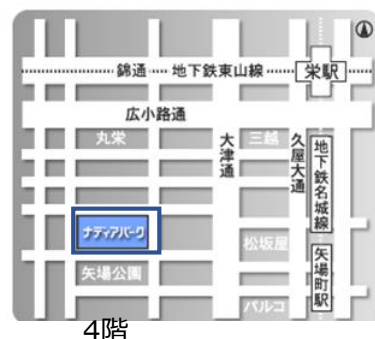 錦通
地下鉄東山線
栄駅
広小路通
丸栄
大津通
三越
久屋大通
地下鉄名城線
ナディアパーク
松坂屋
矢場町駅
矢場公園
パルコ
4階